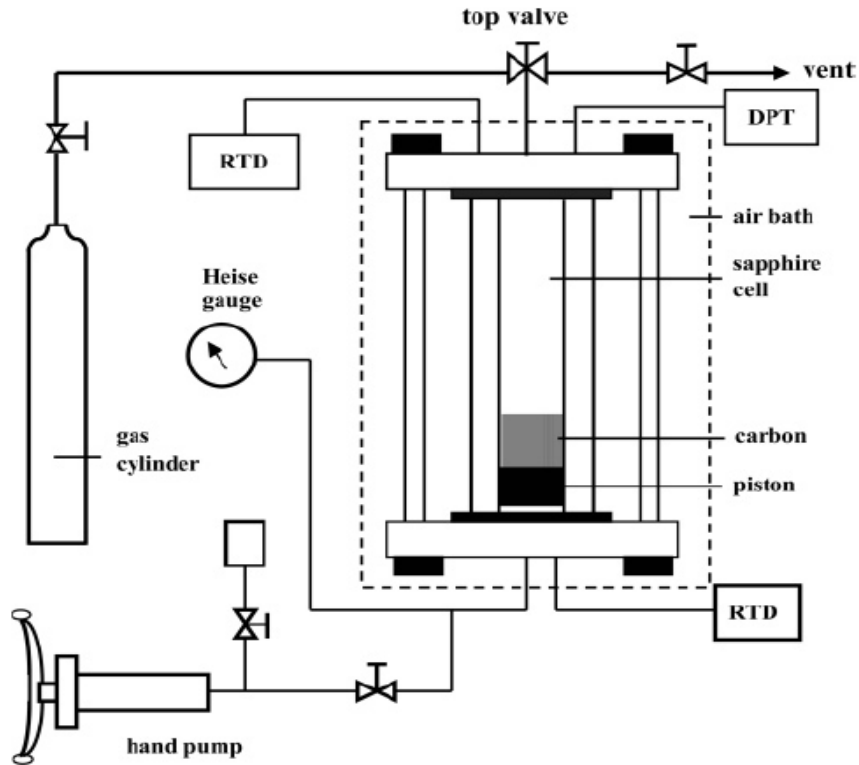 top valve
vent
DPT
RTD
air bath
sapphire
cell
Heise
gauge
gas
cylinder
carbon
piston
RTD
hand pump